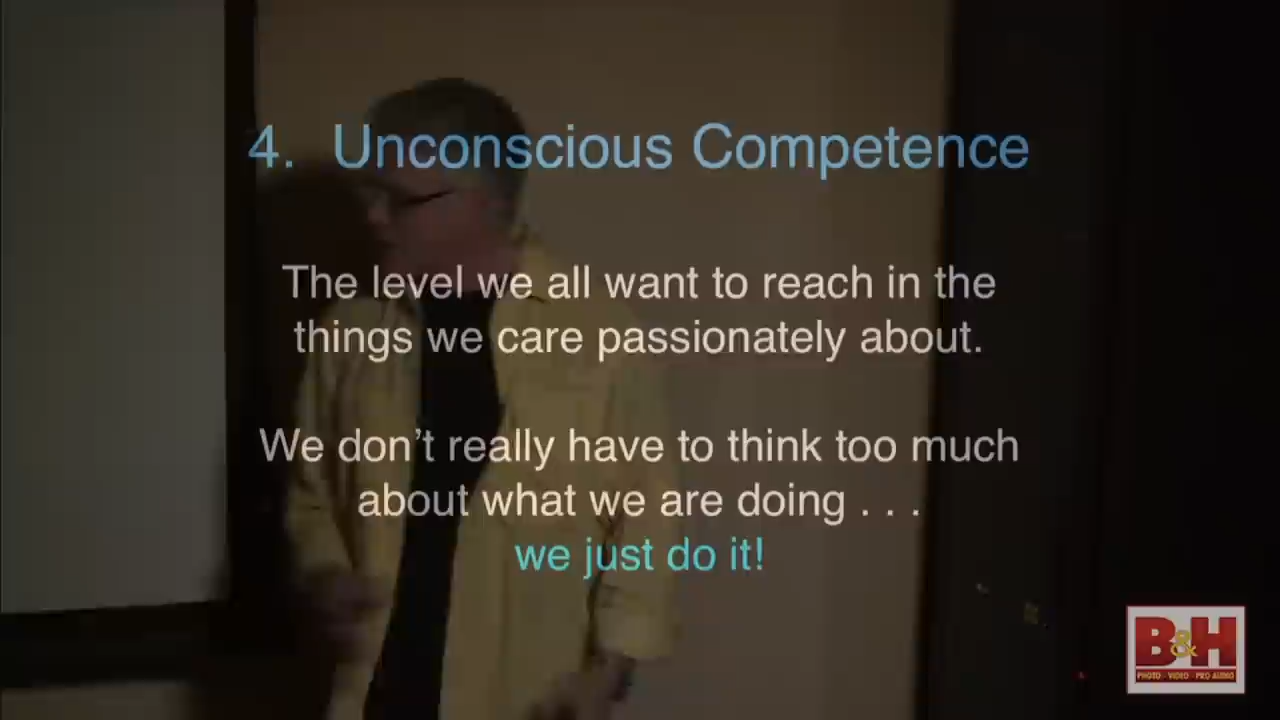 4. Unconscious Competence
The level we all want to reach in the
things we care passionately about.
We don't really have to think too much
about what we are doing . . .
we just do it!
B&H
PHOTO - VIDEO - PRO AUDIO